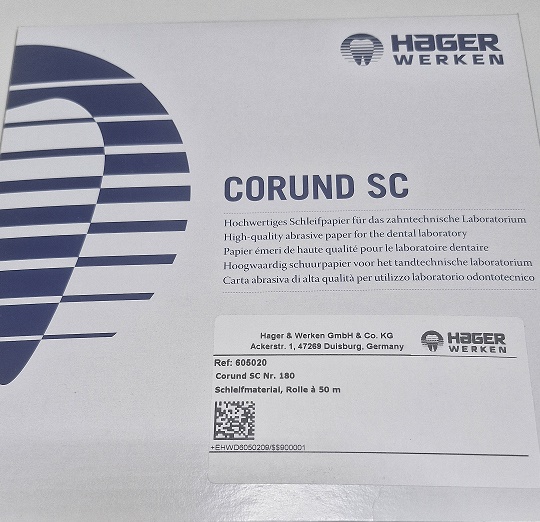 HAGER
WERKEN
CORUND SC
Hochwertiges Schleifpapier für das zahntechnische Laboratorium
High-quality abrasive paper for the dental laboratory
Papier émeri de haute qualité pour le laboratoire dentaire
Hoogwaardig schuurpapier voor het tandtechnische laboratorium
Carta abrasiva di alta qualità per utilizzo laboratorio odontotecnico
Hager & Werken GmbH & Co. KG
Ackerstr. 1, 47269 Duisburg, Germany
HAGER
WERKEN
Ref: 605020
Corund SC Nr. 180
Schleifmaterial, Rolle à 50 m
+EHWD6050209/$$900001